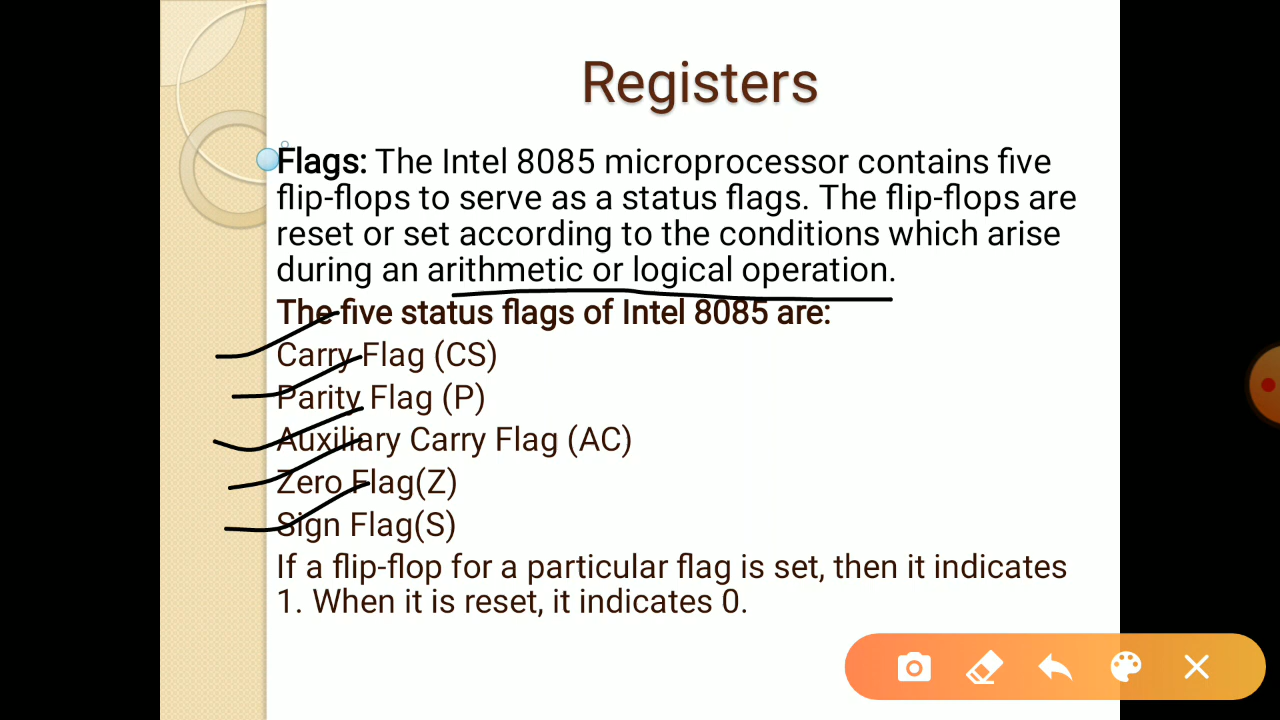 Registers
Flags: The Intel 8085 microprocessor contains five
flip-flops to serve as a status flags. The flip-flops are
reset or set according to the conditions which arise
during an arithmetic or logical operation.
The five status flags of Intel 8085 are:
Carry Flag (CS)
Parity Flag (P)
Auxiliary Carry Flag (AC)
Zero Flag(Z)
Sign Flag(S)
If a flip-flop for a particular flag is set, then it indicates
1. When it is reset, it indicates 0.